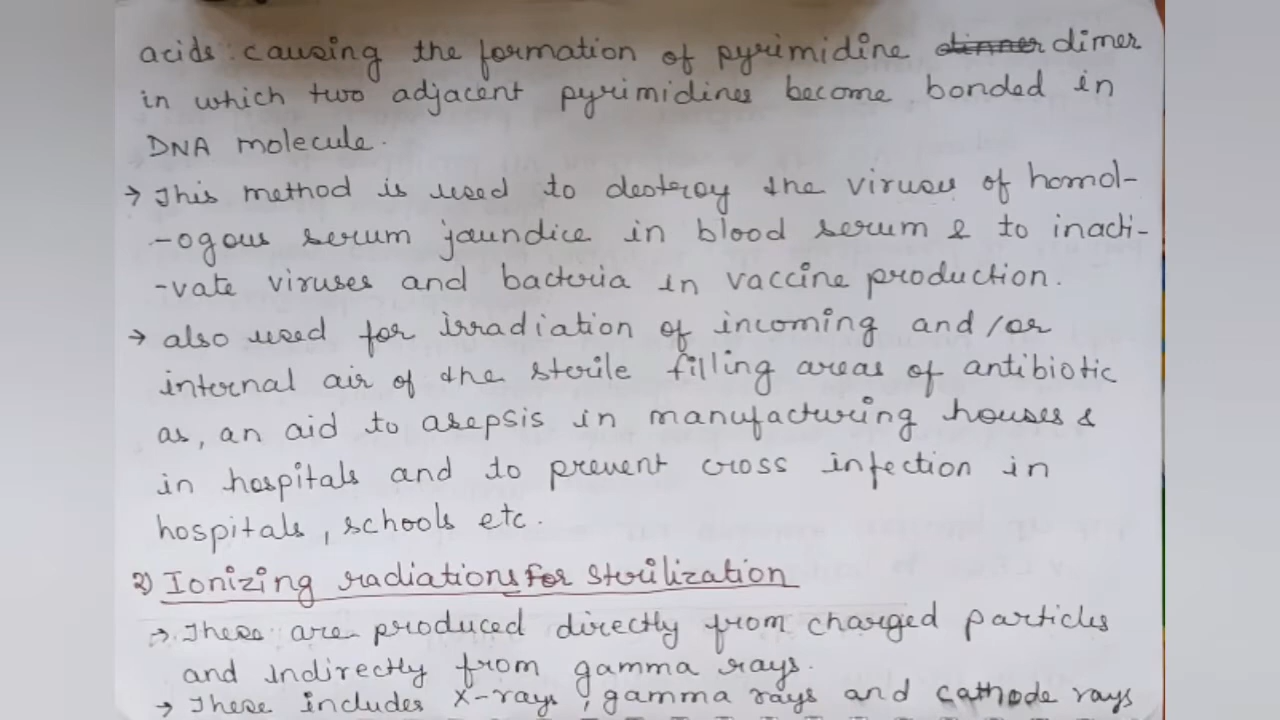 acids causing the formation of pyrimidine dimer
in which two adjacent pyrimidines become bonded in
DNA molecule.
→ This method is used to destroy the viruses of homol-
-ogous serum jaundice in blood serum & to inacti-
-vate viruses and bacteria in vaccine production.
→ also used for irradiation of incoming and/or
internal air of the sterile filling areas of antibiotic
as, an aid to asepsis in manufacturing houses &
in hospitals and to prevent cross infection in
hospitals, schools etc.
2) Ionizing radiations for sterilization
→ These are produced directly from charged particles
and indirectly from gamma rays.
→ These includes X-rays, gamma rays and cathode rays